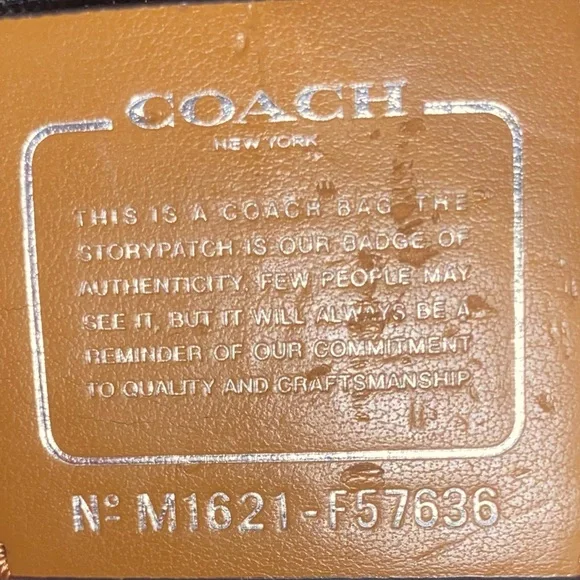 COACH
NEW YORK
THIS IS A COACH BAG. THE
STORYPATCH IS OUR BADGE OF
AUTHENTICITY. FEW PEOPLE MAY
SEE IT, BUT IT WILL ALWAYS BE A
REMINDER OF OUR COMMITMENT
TO QUALITY AND CRAFTSMANSHIP.
Nº M1621-F57636